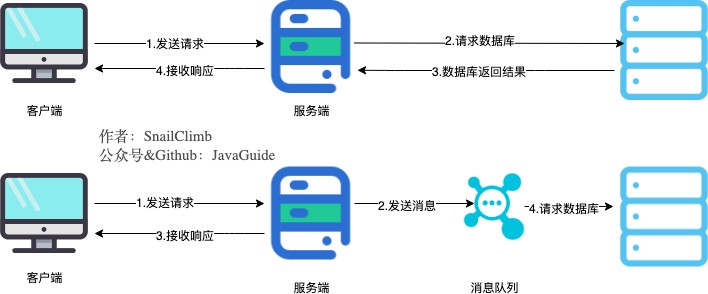 1.发送请求
2.请求数据库
4.接收响应
3.数据库返回结果
客户端
服务端
作者：SnailClimb
公众号&Github：JavaGuide
1.发送请求
2.发送消息
4.请求数据库
3.接收响应
客户端
服务端
消息队列